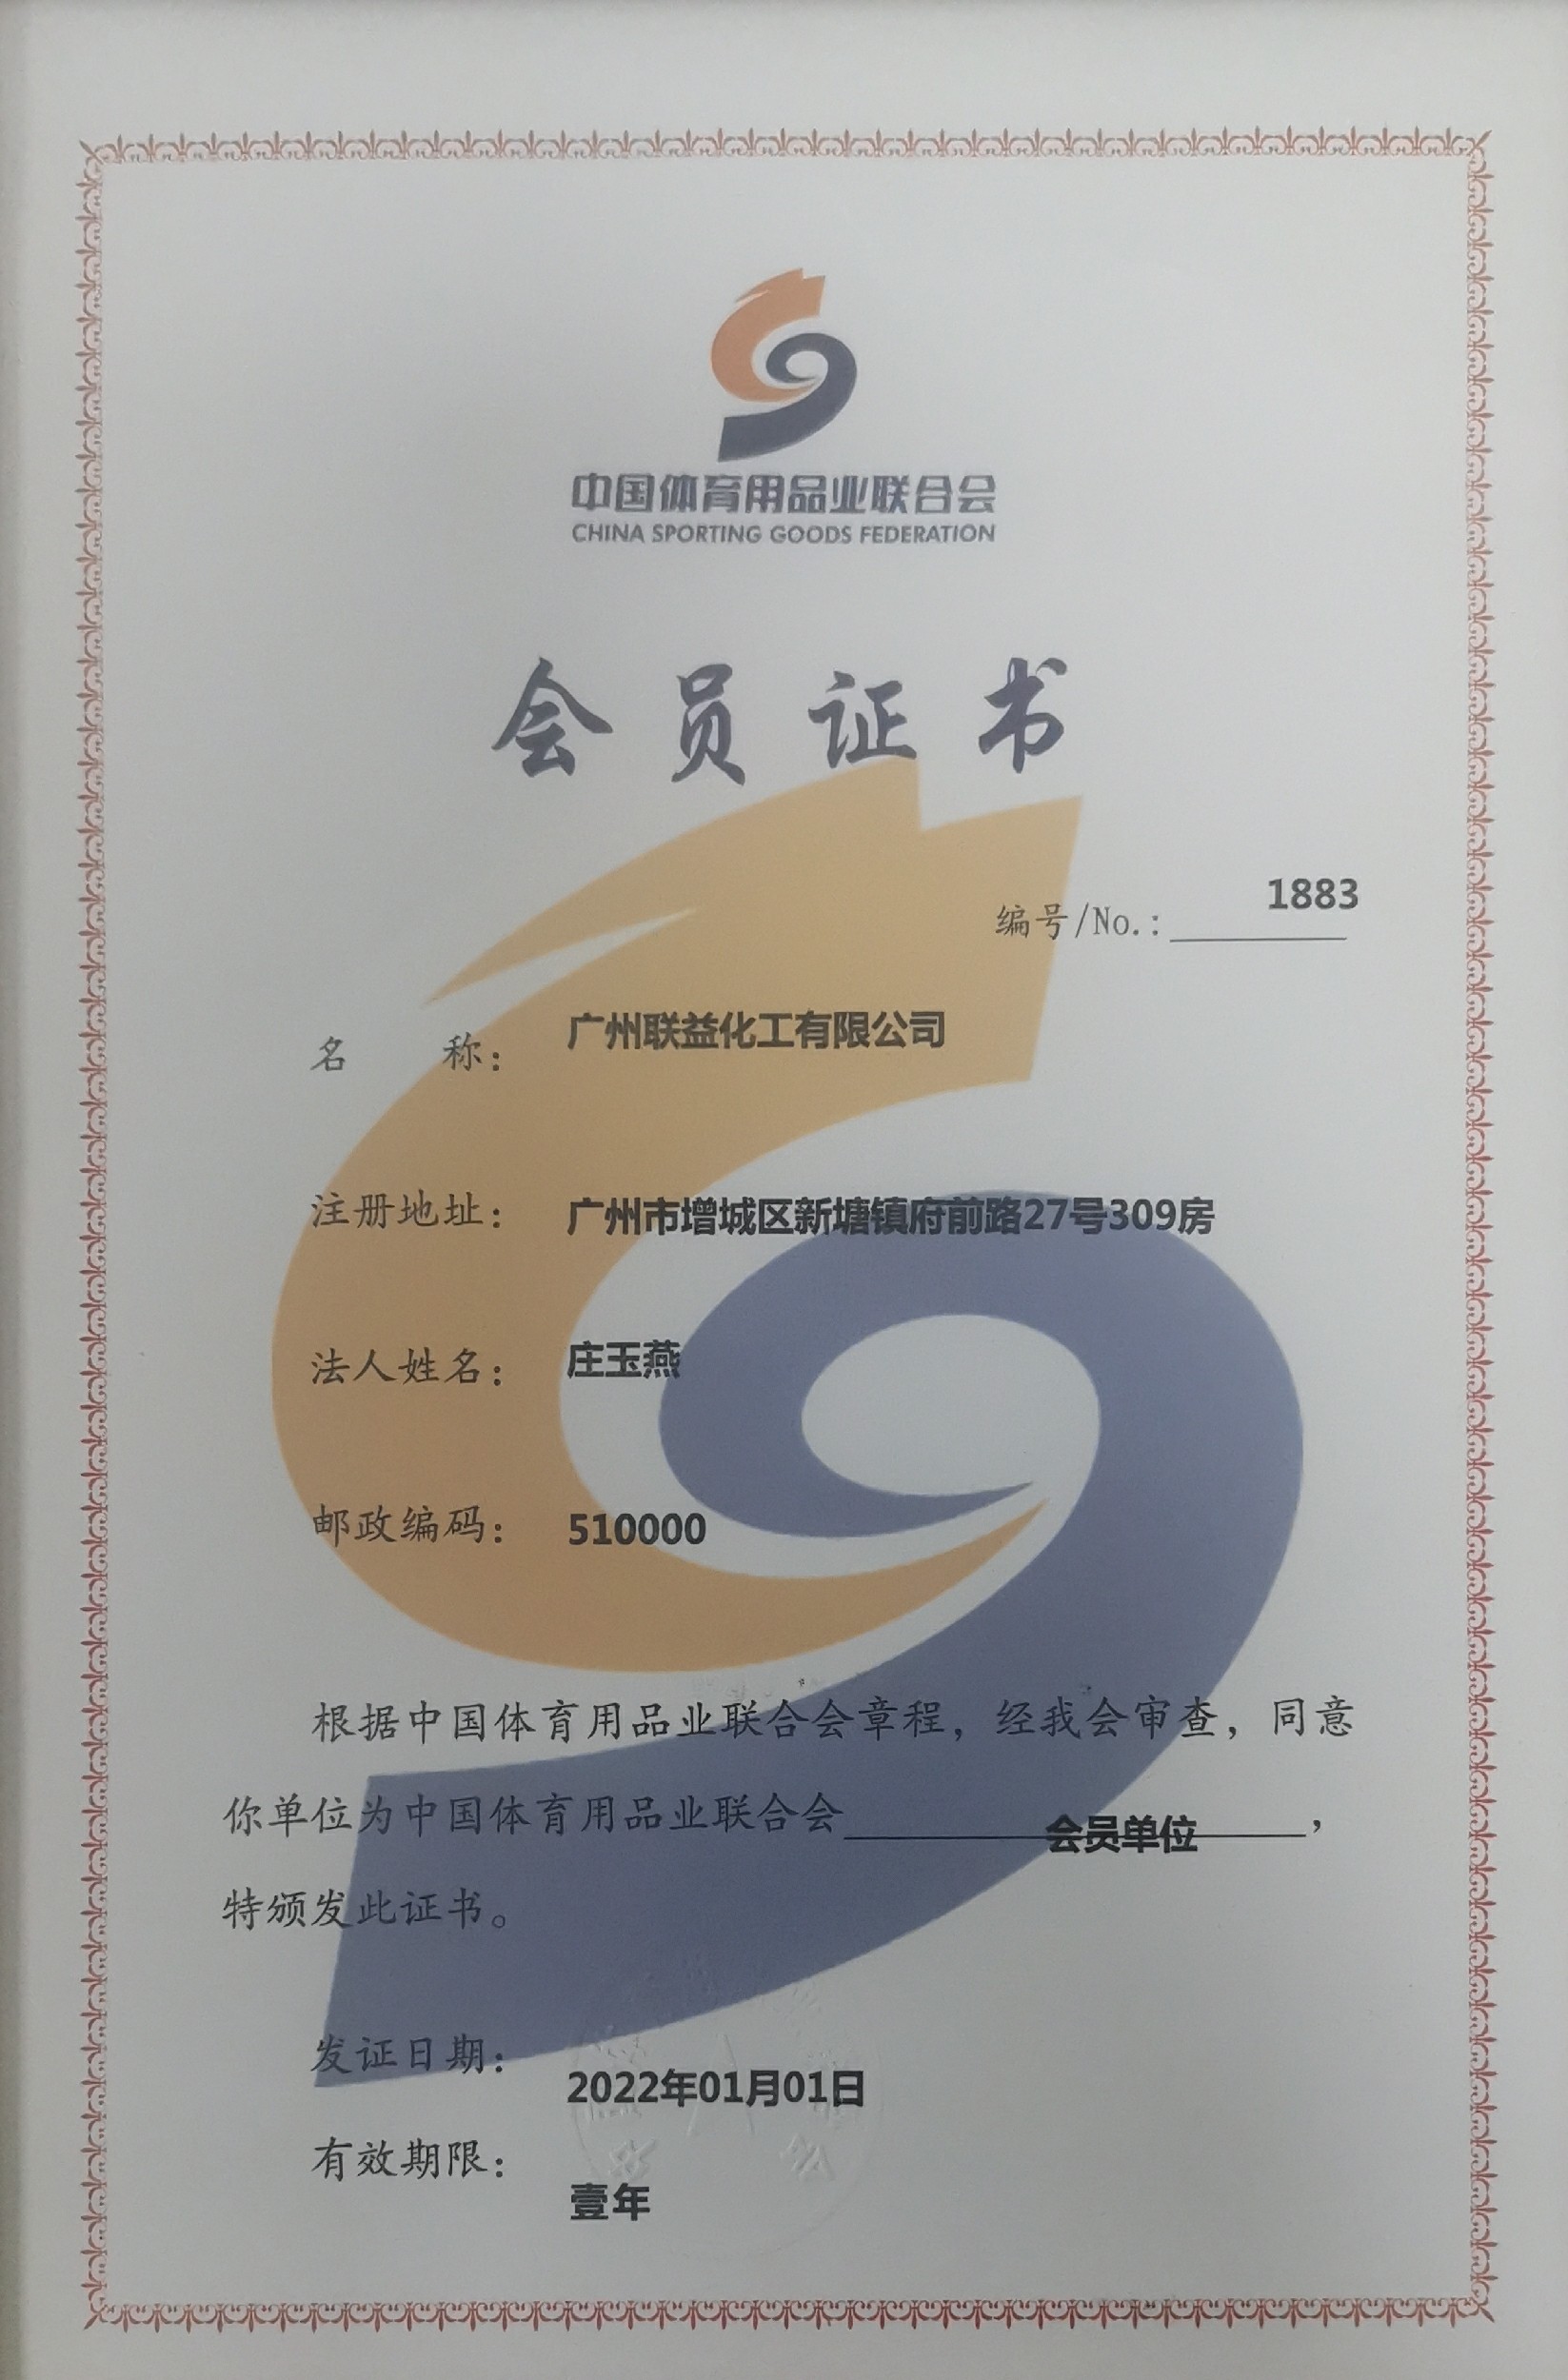 中国体育用品业联合会
CHINA SPORTING GOODS FEDERATION
会员证书
编号/No.: 1883
名 称: 广州联益化工有限公司
注册地址: 广州市增城区新塘镇府前路27号309房
法人姓名: 庄玉燕
邮政编码: 510000
根据中国体育用品业联合会章程，经我会审查，同意
你单位为中国体育用品业联合会会员单位，
特颁发此证书。
发证日期: 2022年01月01日
有效期限: 壹年